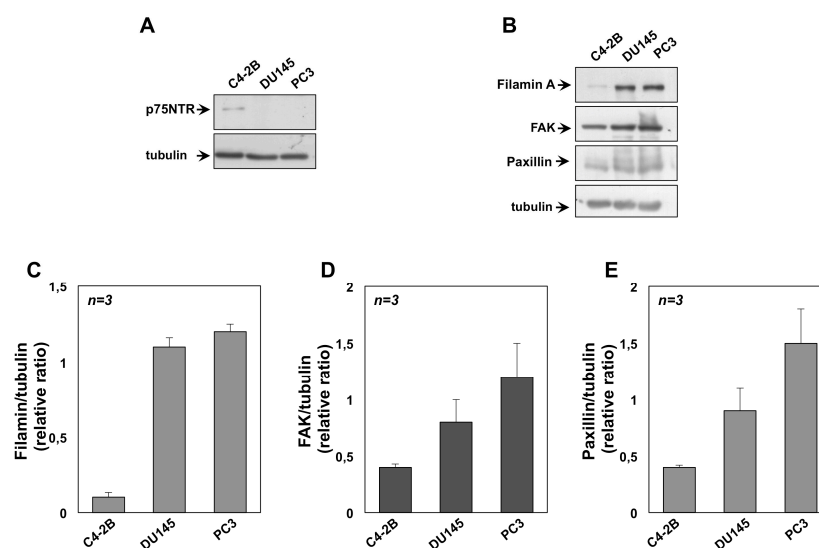 A
C4-2B DU145 PC3
p75NTR
tubulin
B
C4-2B DU145 PC3
Filamin A
FAK
Paxillin
tubulin
C
Filamin/tubulin
(relative ratio)
1,5
1
0,5
0
n=3
C4-2B DU145 PC3
D
FAK/tubulin
(relative ratio)
2
1,5
1
0,5
0
n=3
C4-2B DU145 PC3
E
Paxillin/tubulin
(relative ratio)
2
1,5
1
0,5
0
n=3
C4-2B DU145 PC3